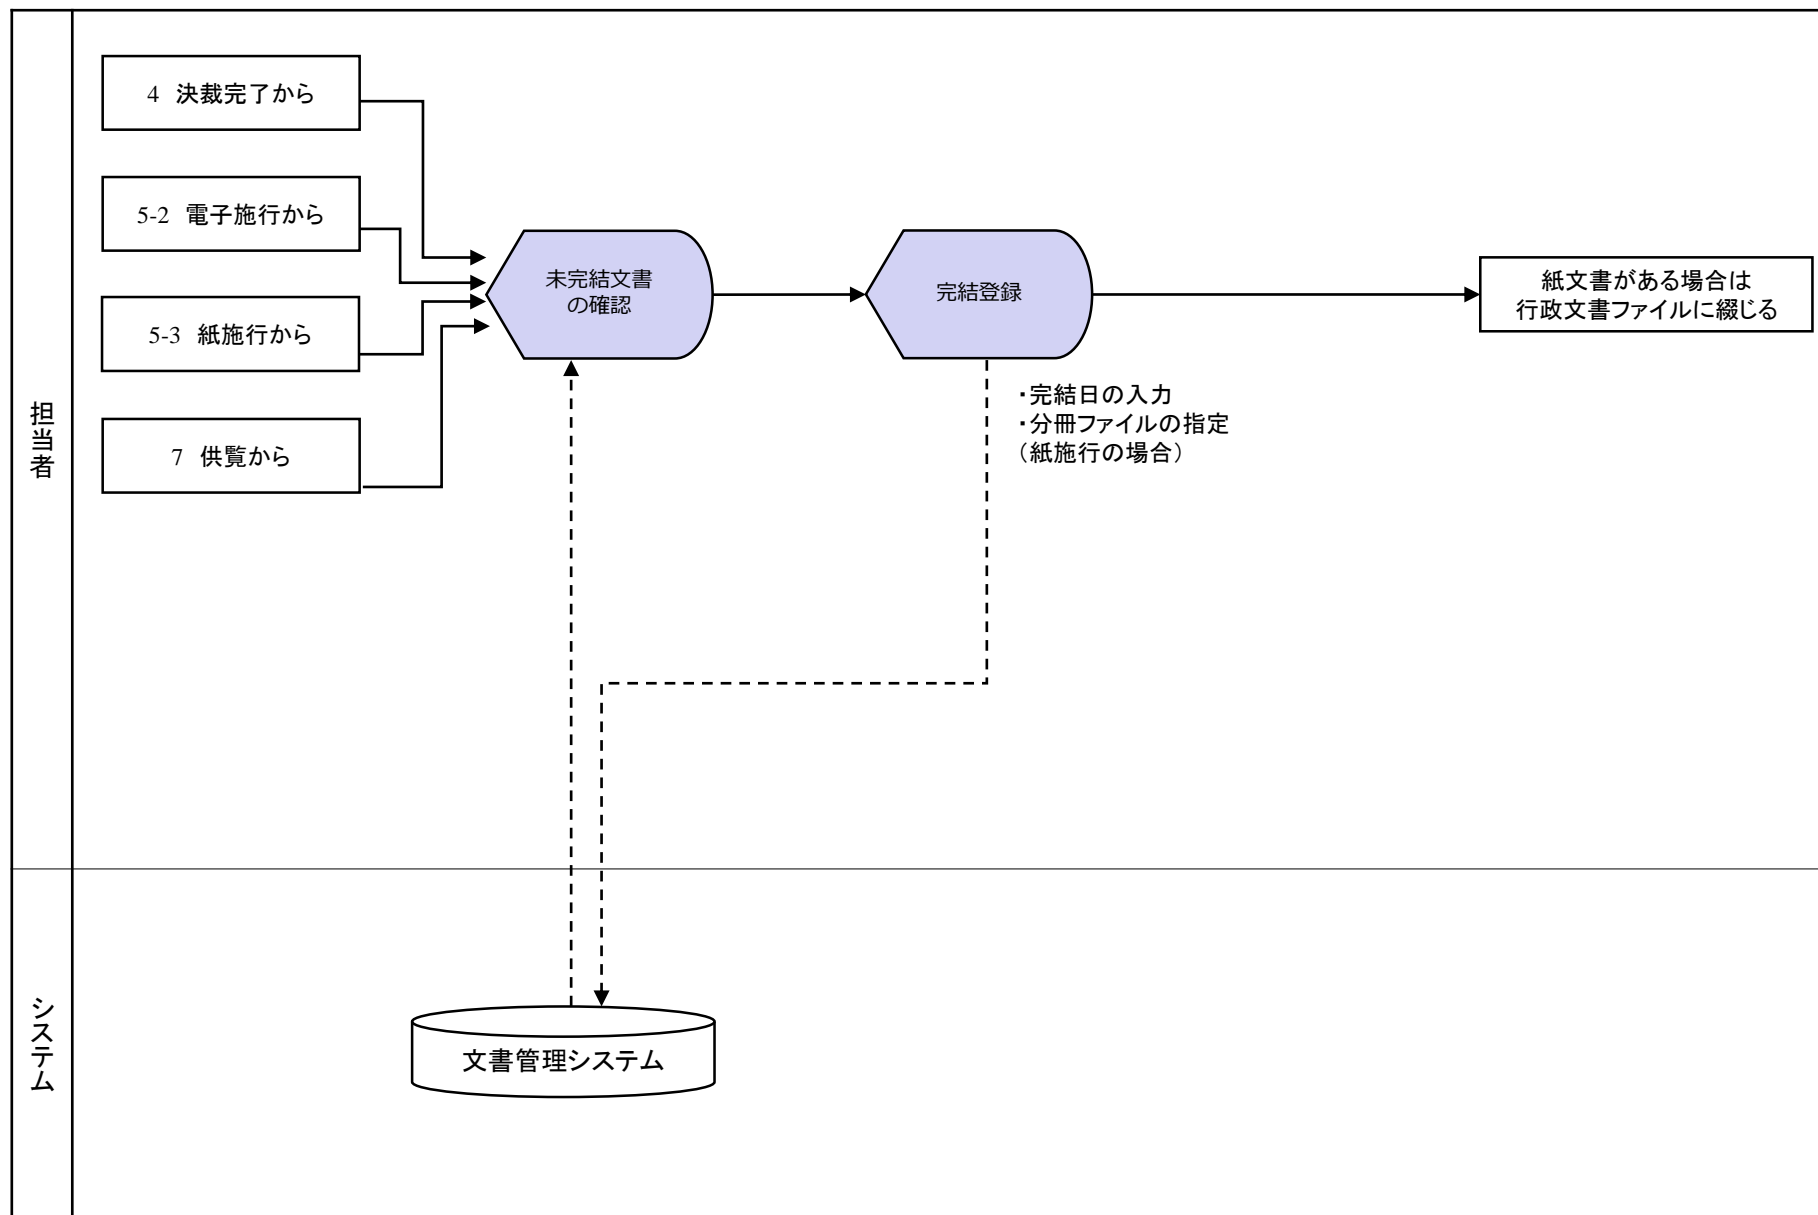 担当者
4 決裁完了から
5-2 電子施行から
5-3 紙施行から
7 供覧から
未完結文書
の確認
完結登録
・完結日の入力
・分冊ファイルの指定
（紙施行の場合）
紙文書がある場合は
行政文書ファイルに綴じる
システム
文書管理システム